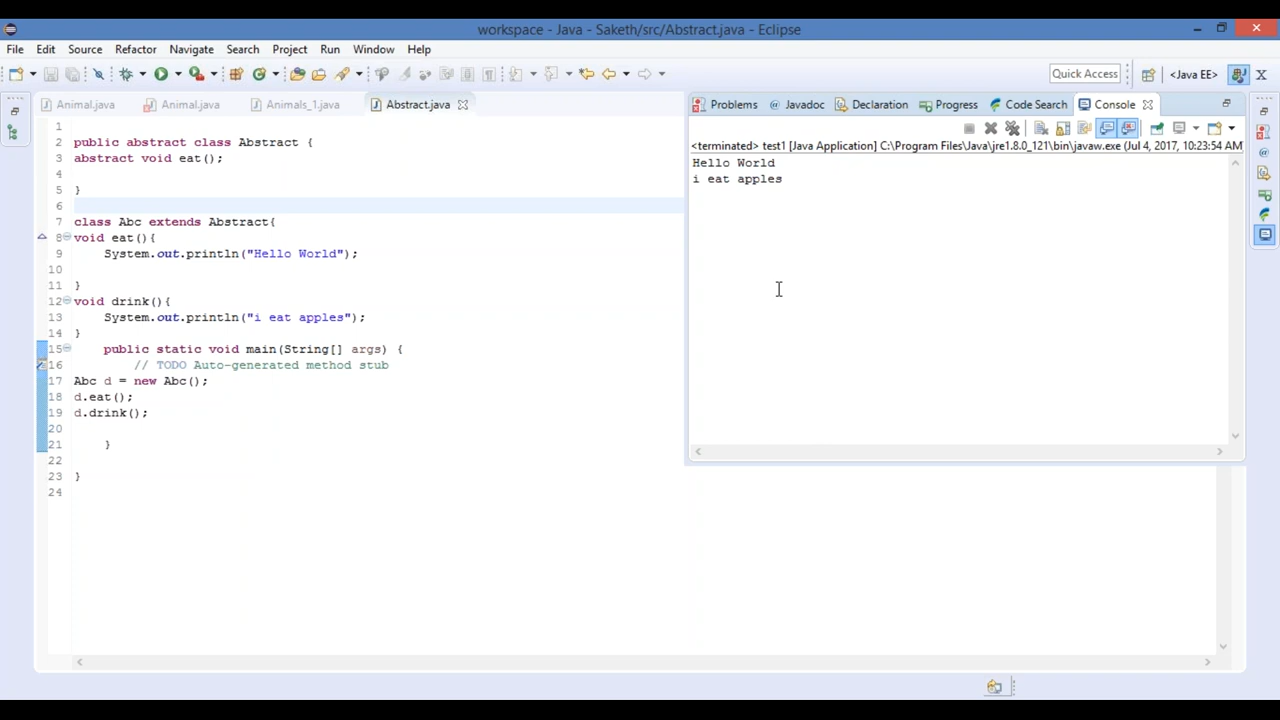 workspace - Java - Saketh/src/Abstract.java - Eclipse
File Edit Source Refactor Navigate Search Project Run Window Help
Quick Access <Java EE>
Animal.java Animal.java Animals_1.java Abstract.java
1
2 public abstract class Abstract {
3 abstract void eat();
4
5 }
6
7 class Abc extends Abstract{
8 void eat(){
9 System.out.println("Hello World");
10
11 }
12 void drink(){
13 System.out.println("i eat apples");
14 }
15 public static void main(String[] args) {
16 // TODO Auto-generated method stub
17 Abc d = new Abc();
18 d.eat();
19 d.drink();
20
21 }
22
23 }
24
Problems @ Javadoc Declaration Progress Code Search Console
<terminated> test1 [Java Application] C:\Program Files\Java\jre1.8.0_121\bin\javaw.exe (Jul 4, 2017, 10:23:54 AM
Hello World
i eat apples